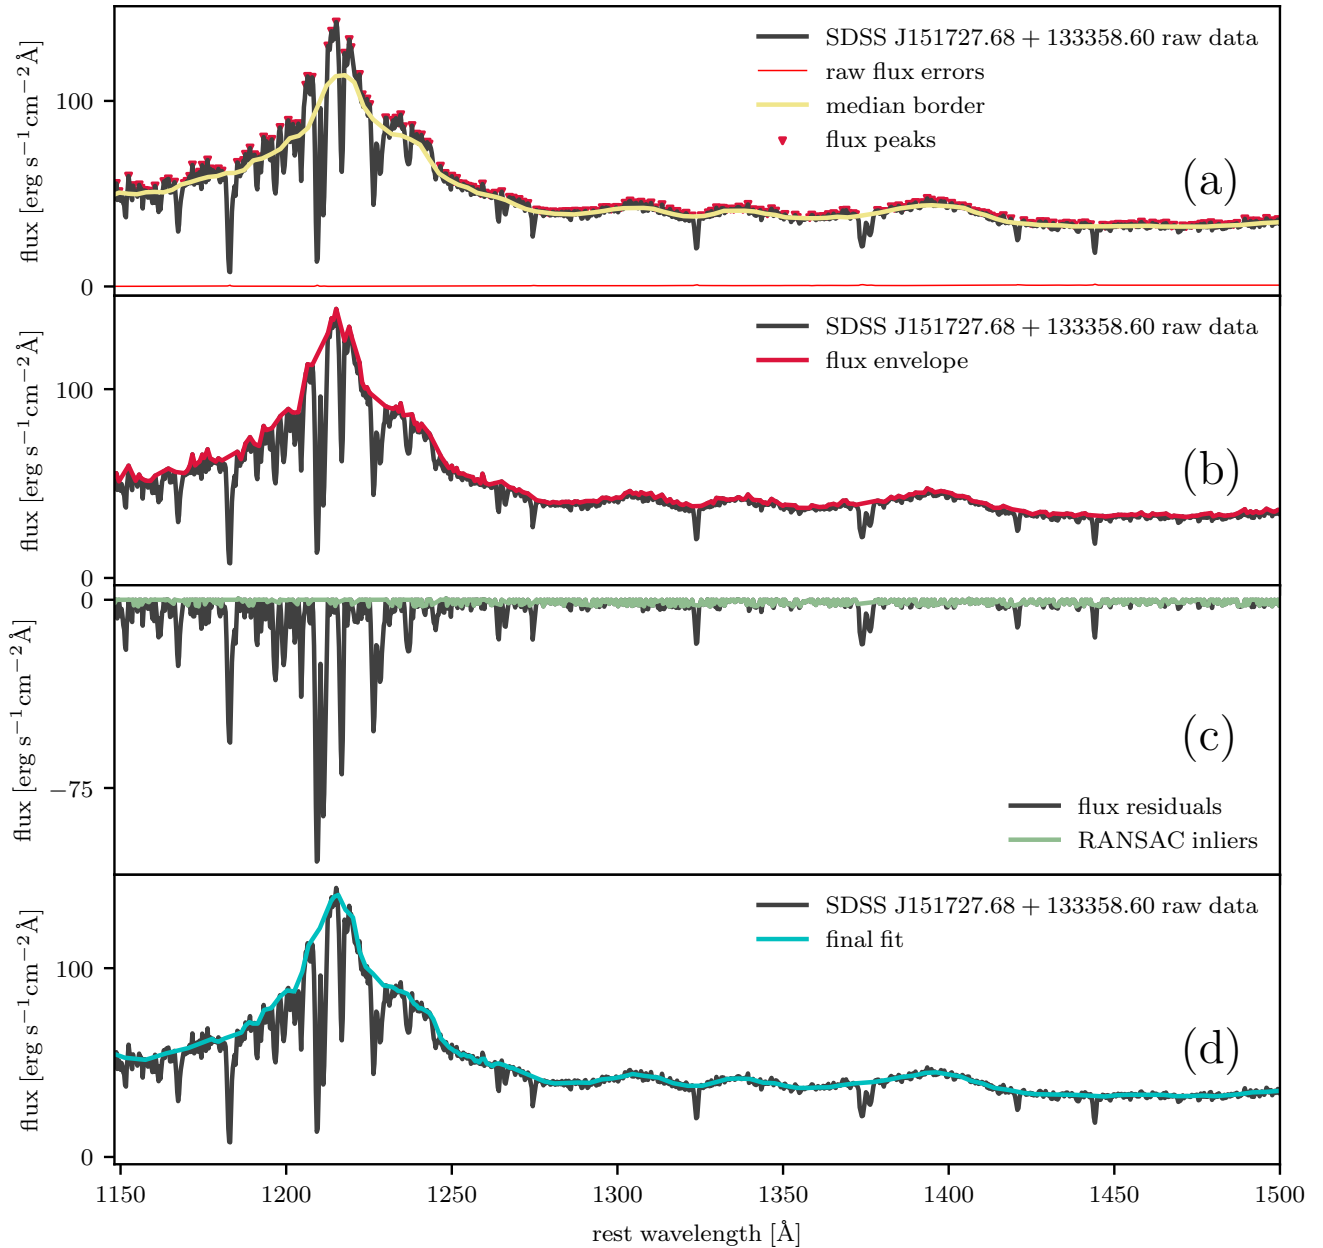 SDSS J151727.68 + 133358.60 raw data
raw flux errors
median border
flux peaks
(a)
100
0
flux [erg s⁻¹cm⁻²Å]
SDSS J151727.68 + 133358.60 raw data
flux envelope
(b)
100
0
flux [erg s⁻¹cm⁻²Å]
0
−75
flux [erg s⁻¹cm⁻²Å]
(c)
flux residuals
RANSAC inliers
SDSS J151727.68 + 133358.60 raw data
final fit
(d)
100
0
flux [erg s⁻¹cm⁻²Å]
1150 1200 1250 1300 1350 1400 1450 1500
rest wavelength [Å]